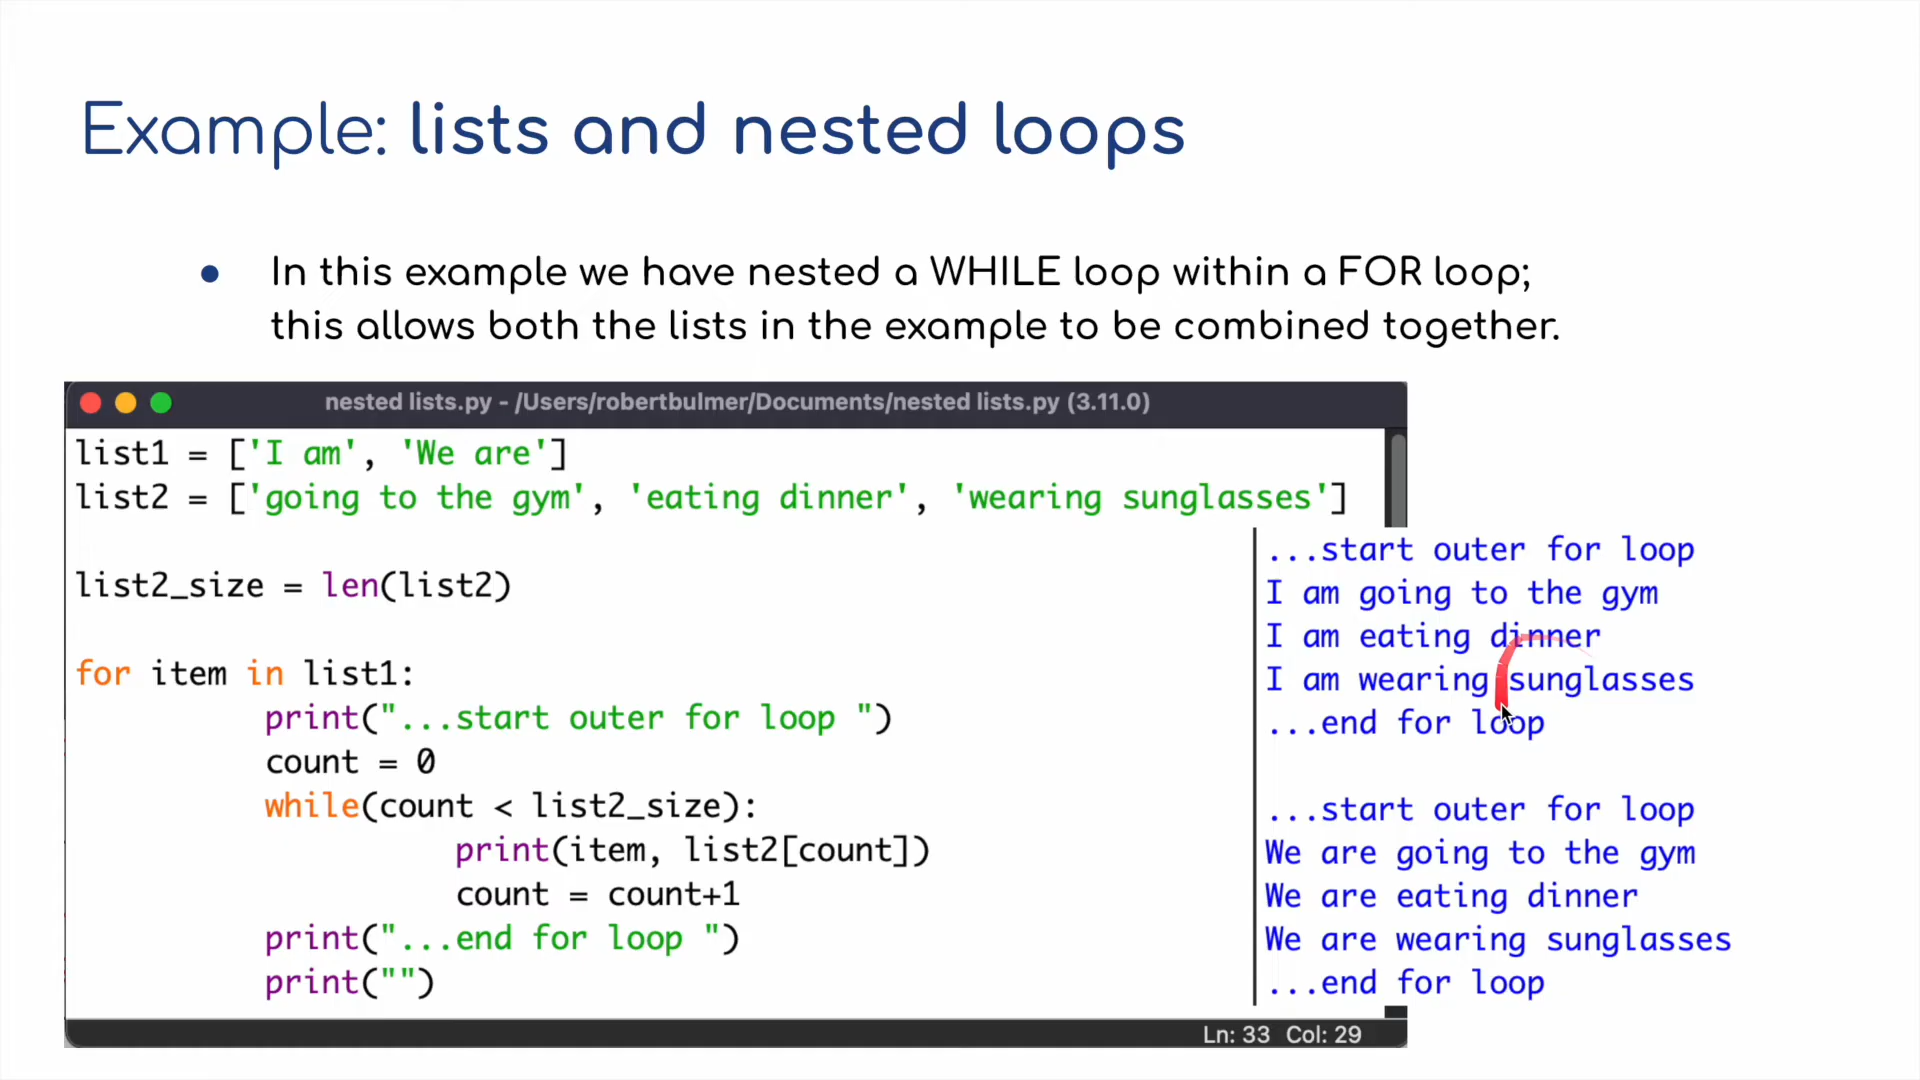 Example: lists and nested loops
● In this example we have nested a WHILE loop within a FOR loop;
this allows both the lists in the example to be combined together.
nested lists.py - /Users/robertbulmer/Documents/nested lists.py (3.11.0)
list1 = ['I am', 'We are']
list2 = ['going to the gym', 'eating dinner', 'wearing sunglasses']

list2_size = len(list2)

for item in list1:
        print("...start outer for loop ")
        count = 0
        while(count < list2_size):
                print(item, list2[count])
                count = count+1
        print("...end for loop ")
        print("")
Ln: 33 Col: 29
...start outer for loop
I am going to the gym
I am eating dinner
I am wearing sunglasses
...end for loop

...start outer for loop
We are going to the gym
We are eating dinner
We are wearing sunglasses
...end for loop